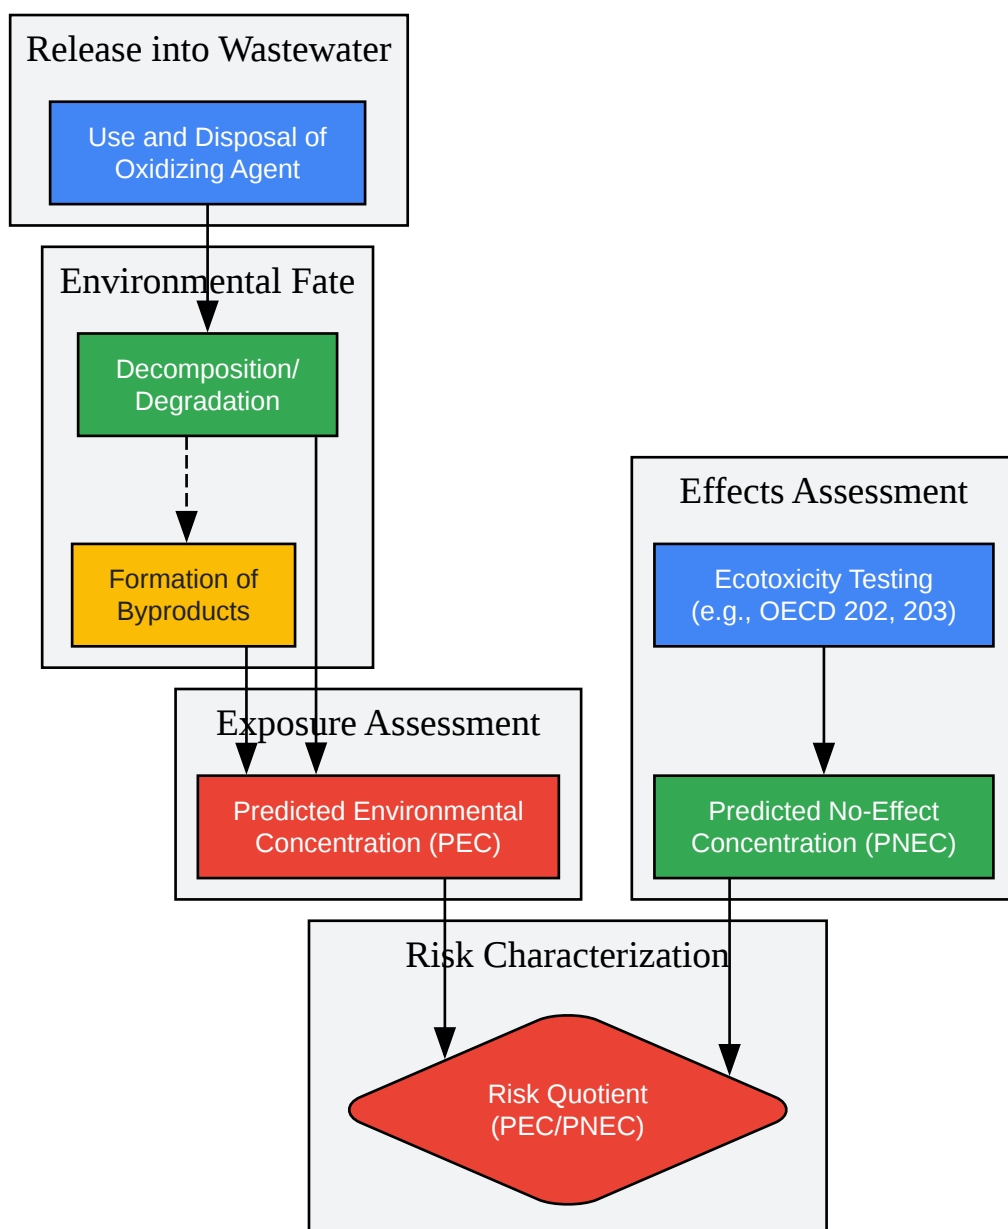 Release into Wastewater
Use and Disposal of
Oxidizing Agent
Environmental Fate
Decomposition/
Degradation
Formation of
Byproducts
Effects Assessment
Ecotoxicity Testing
(e.g., OECD 202, 203)
Exposure Assessment
Predicted Environmental
Concentration (PEC)
Predicted No-Effect
Concentration (PNEC)
Risk Characterization
Risk Quotient
(PEC/PNEC)